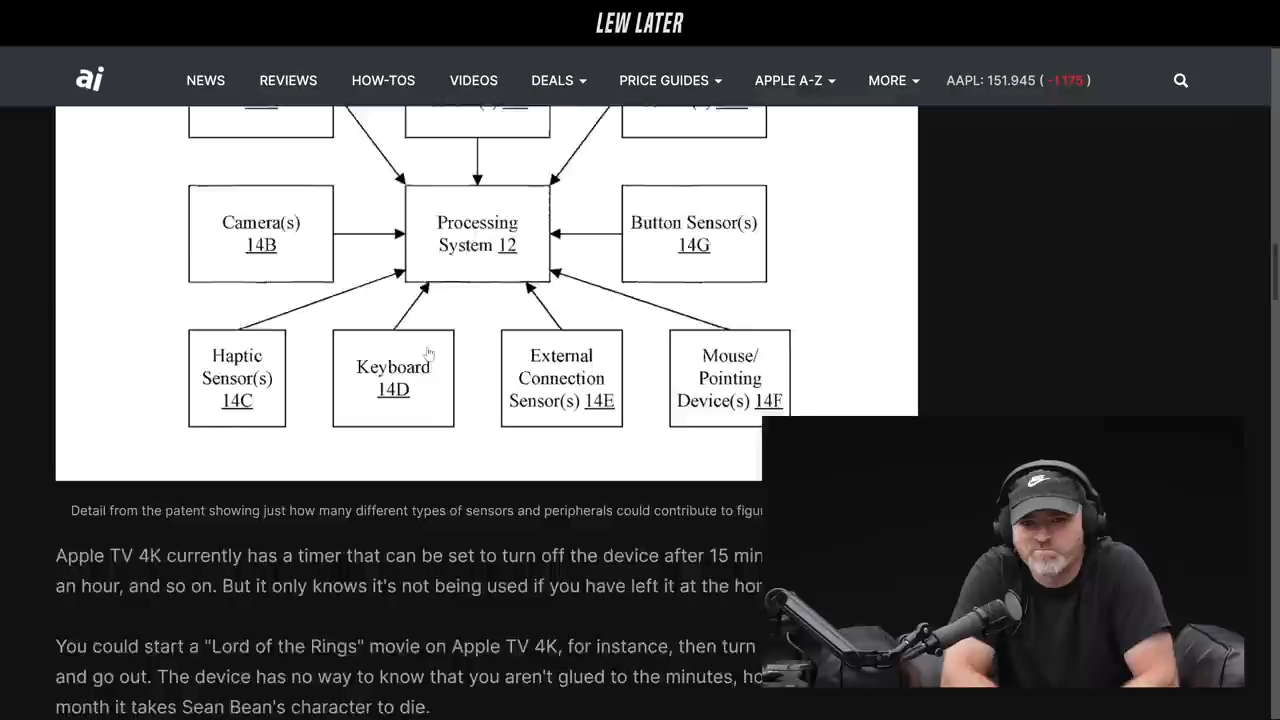 LEW LATER
ai NEWS REVIEWS HOW-TOS VIDEOS DEALS PRICE GUIDES APPLE A-Z MORE AAPL: 151.945 ( -1.175 )
Camera(s)
14B
Processing
System 12
Button Sensor(s)
14G
Haptic
Sensor(s)
14C
Keyboard
14D
External
Connection
Sensor(s) 14E
Mouse/
Pointing
Device(s) 14F
Detail from the patent showing just how many different types of sensors and peripherals could contribute to
Apple TV 4K currently has a timer that can be set to turn off the device after 15
an hour, and so on. But it only knows it's not being used if you have left it at the
You could start a "Lord of the Rings" movie on Apple TV 4K, for instance, then turn
and go out. The device has no way to know that you aren't glued to the minutes,
month it takes Sean Bean's character to die.